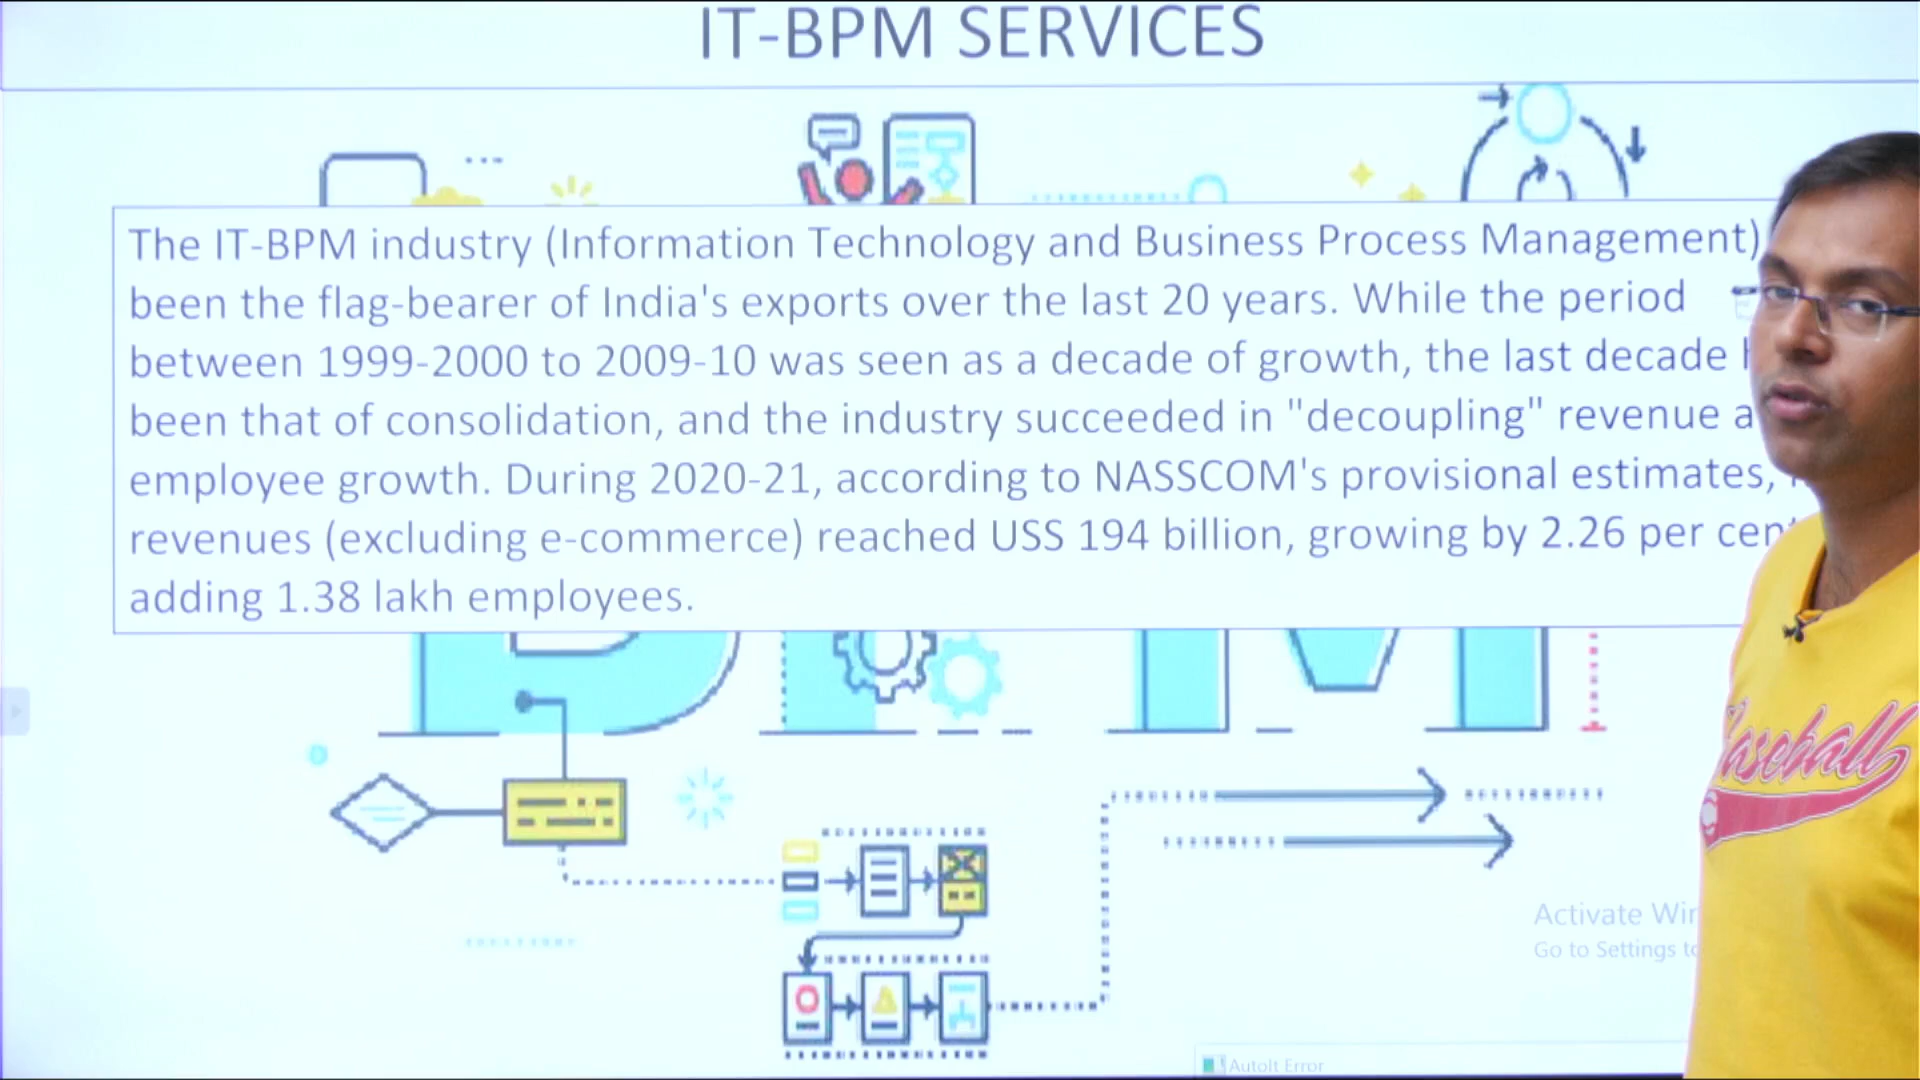 IT-BPM SERVICES
The IT-BPM industry (Information Technology and Business Process Management)
been the flag-bearer of India's exports over the last 20 years. While the period
between 1999-2000 to 2009-10 was seen as a decade of growth, the last decade
been that of consolidation, and the industry succeeded in "decoupling" revenue
employee growth. During 2020-21, according to NASSCOM's provisional estimates,
revenues (excluding e-commerce) reached USS 194 billion, growing by 2.26 per
adding 1.38 lakh employees.
Baseball
Activate
Go to Settings
AutoIt Error